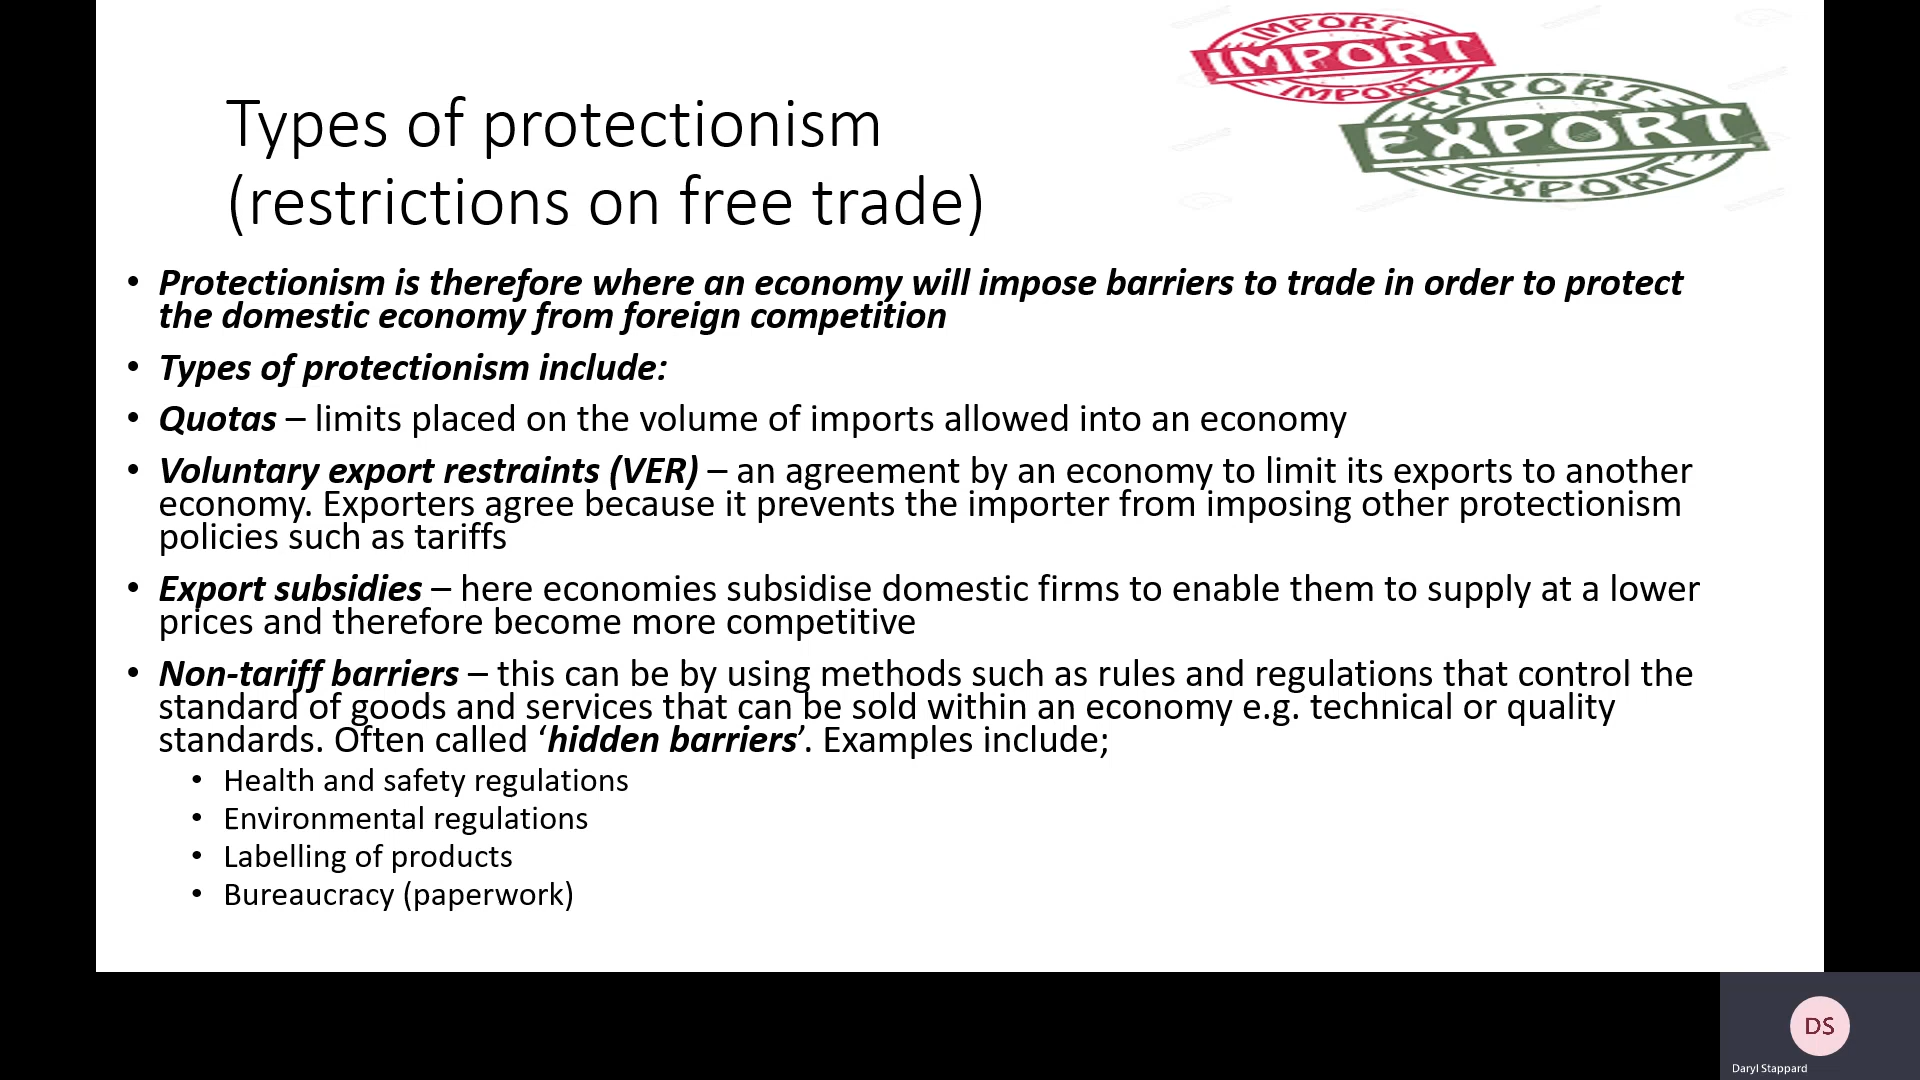 IMPORT
IMPORT
IMPORT
EXPORT
EXPORT
EXPORT
Types of protectionism
(restrictions on free trade)
• Protectionism is therefore where an economy will impose barriers to trade in order to protect
the domestic economy from foreign competition
• Types of protectionism include:
• Quotas – limits placed on the volume of imports allowed into an economy
• Voluntary export restraints (VER) – an agreement by an economy to limit its exports to another
economy. Exporters agree because it prevents the importer from imposing other protectionism
policies such as tariffs
• Export subsidies – here economies subsidise domestic firms to enable them to supply at a lower
prices and therefore become more competitive
• Non-tariff barriers – this can be by using methods such as rules and regulations that control the
standard of goods and services that can be sold within an economy e.g. technical or quality
standards. Often called ‘hidden barriers’. Examples include;
• Health and safety regulations
• Environmental regulations
• Labelling of products
• Bureaucracy (paperwork)
DS
Daryl Stappard